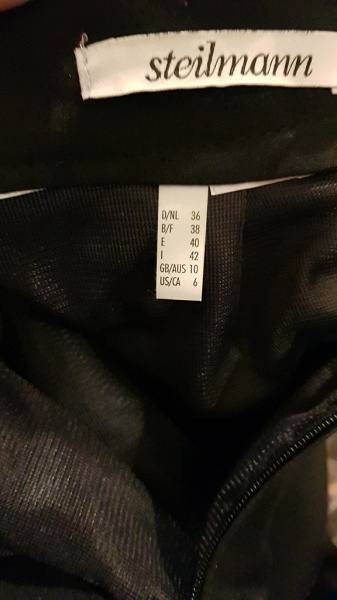 steilmann
D/NL 36
B/F 38
E 40
I 42
GB/AUS 10
US/CA 6